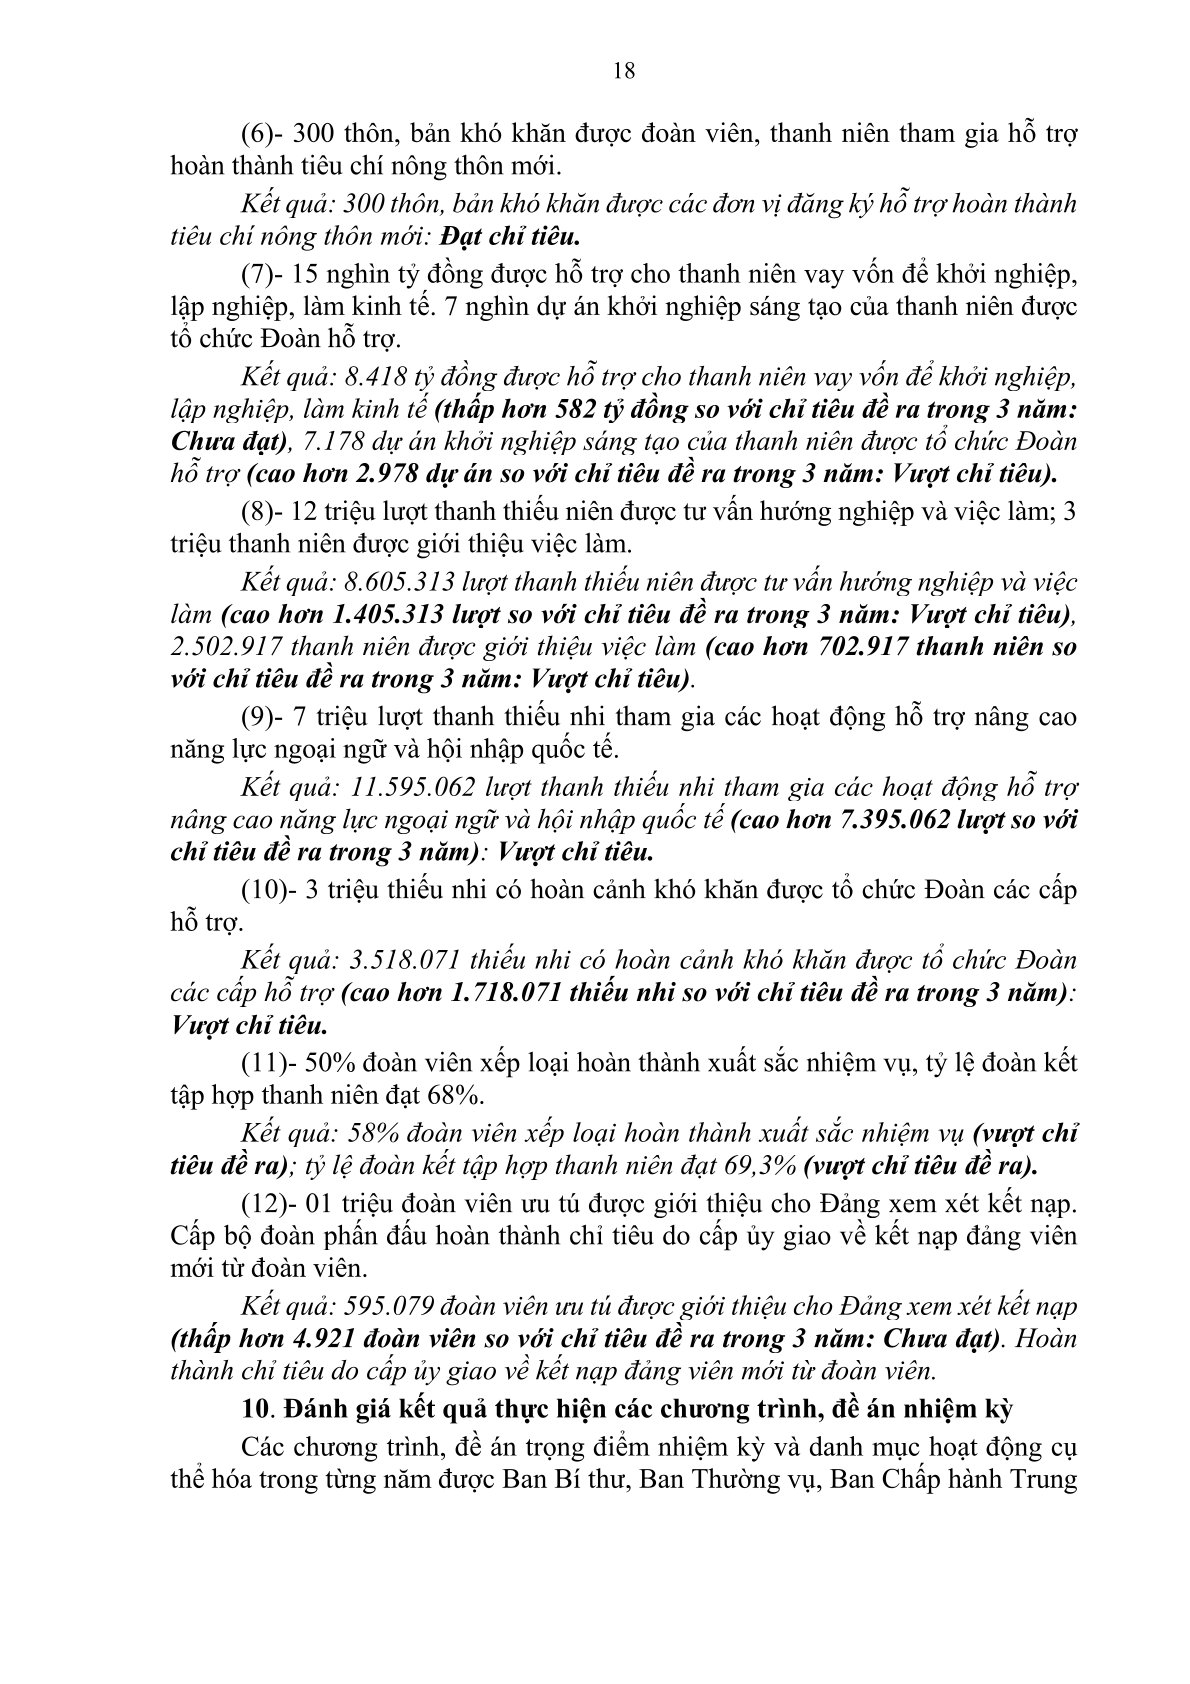 18
(6)- 300 thôn, bản khó khăn được đoàn viên, thanh niên tham gia hỗ trợ
hoàn thành tiêu chí nông thôn mới.
Kết quả: 300 thôn, bản khó khăn được các đơn vị đăng ký hỗ trợ hoàn thành
tiêu chí nông thôn mới: Đạt chỉ tiêu.
(7)- 15 nghìn tỷ đồng được hỗ trợ cho thanh niên vay vốn để khởi nghiệp,
lập nghiệp, làm kinh tế. 7 nghìn dự án khởi nghiệp sáng tạo của thanh niên được
tổ chức Đoàn hỗ trợ.
Kết quả: 8.418 tỷ đồng được hỗ trợ cho thanh niên vay vốn để khởi nghiệp,
lập nghiệp, làm kinh tế (thấp hơn 582 tỷ đồng so với chỉ tiêu đề ra trong 3 năm:
Chưa đạt), 7.178 dự án khởi nghiệp sáng tạo của thanh niên được tổ chức Đoàn
hỗ trợ (cao hơn 2.978 dự án so với chỉ tiêu đề ra trong 3 năm: Vượt chỉ tiêu).
(8)- 12 triệu lượt thanh thiếu niên được tư vấn hướng nghiệp và việc làm; 3
triệu thanh niên được giới thiệu việc làm.
Kết quả: 8.605.313 lượt thanh thiếu niên được tư vấn hướng nghiệp và việc
làm (cao hơn 1.405.313 lượt so với chỉ tiêu đề ra trong 3 năm: Vượt chỉ tiêu),
2.502.917 thanh niên được giới thiệu việc làm (cao hơn 702.917 thanh niên so
với chỉ tiêu đề ra trong 3 năm: Vượt chỉ tiêu).
(9)- 7 triệu lượt thanh thiếu nhi tham gia các hoạt động hỗ trợ nâng cao
năng lực ngoại ngữ và hội nhập quốc tế.
Kết quả: 11.595.062 lượt thanh thiếu nhi tham gia các hoạt động hỗ trợ
nâng cao năng lực ngoại ngữ và hội nhập quốc tế (cao hơn 7.395.062 lượt so với
chỉ tiêu đề ra trong 3 năm): Vượt chỉ tiêu.
(10)- 3 triệu thiếu nhi có hoàn cảnh khó khăn được tổ chức Đoàn các cấp
hỗ trợ.
Kết quả: 3.518.071 thiếu nhi có hoàn cảnh khó khăn được tổ chức Đoàn
các cấp hỗ trợ (cao hơn 1.718.071 thiếu nhi so với chỉ tiêu đề ra trong 3 năm):
Vượt chỉ tiêu.
(11)- 50% đoàn viên xếp loại hoàn thành xuất sắc nhiệm vụ, tỷ lệ đoàn kết
tập hợp thanh niên đạt 68%.
Kết quả: 58% đoàn viên xếp loại hoàn thành xuất sắc nhiệm vụ (vượt chỉ
tiêu đề ra); tỷ lệ đoàn kết tập hợp thanh niên đạt 69,3% (vượt chỉ tiêu đề ra).
(12)- 01 triệu đoàn viên ưu tú được giới thiệu cho Đảng xem xét kết nạp.
Cấp bộ đoàn phấn đấu hoàn thành chỉ tiêu do cấp ủy giao về kết nạp đảng viên
mới từ đoàn viên.
Kết quả: 595.079 đoàn viên ưu tú được giới thiệu cho Đảng xem xét kết nạp
(thấp hơn 4.921 đoàn viên so với chỉ tiêu đề ra trong 3 năm: Chưa đạt). Hoàn
thành chỉ tiêu do cấp ủy giao về kết nạp đảng viên mới từ đoàn viên.
10. Đánh giá kết quả thực hiện các chương trình, đề án nhiệm kỳ
Các chương trình, đề án trọng điểm nhiệm kỳ và danh mục hoạt động cụ
thể hóa trong từng năm được Ban Bí thư, Ban Thường vụ, Ban Chấp hành Trung